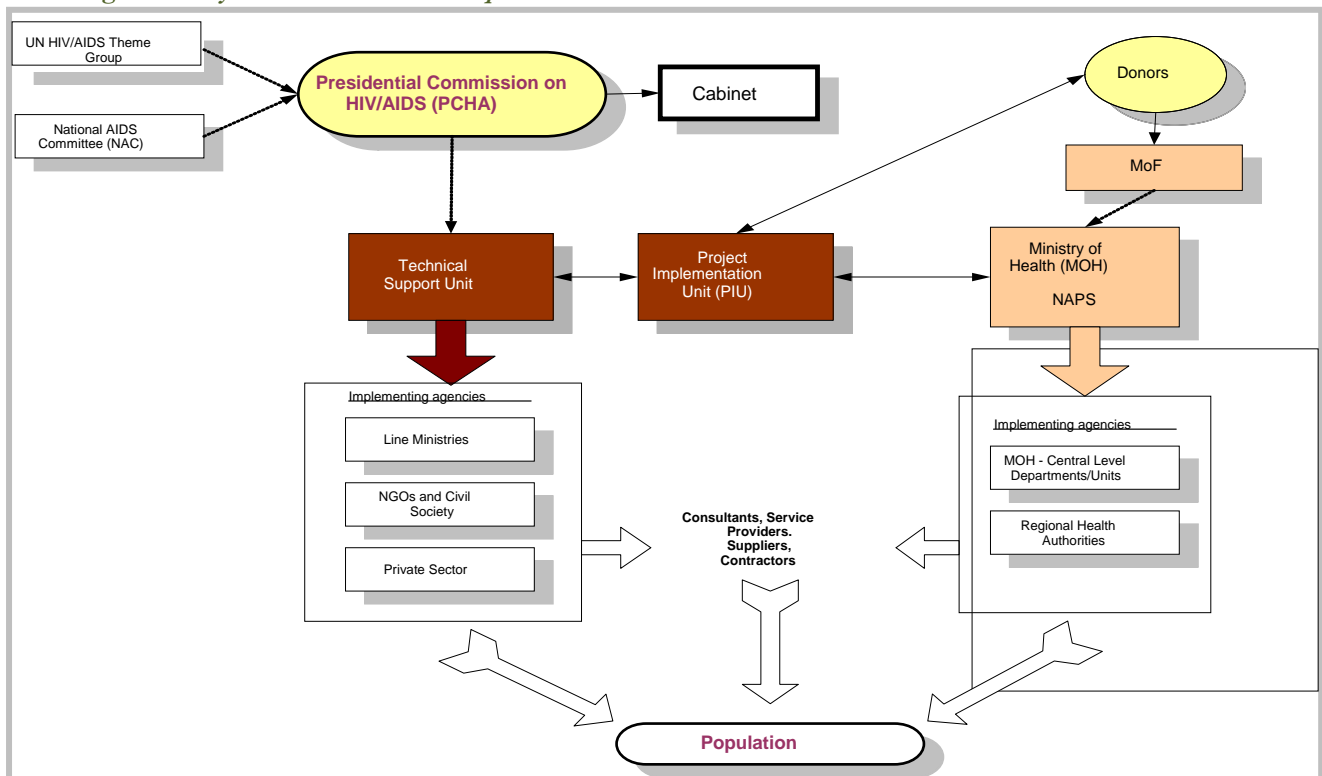 UN HIV/AIDS Theme
Group
Presidential Commission on
HIV/AIDS (PCHA)
Cabinet
Donors
National AIDS
Committee (NAC)
MoF
Technical
Support Unit
Project
Implementation
Unit (PIU)
Ministry of
Health (MOH)
NAPS
Implementing agencies
Line Ministries
NGOs and Civil
Society
Private Sector
Consultants, Service
Providers.
Suppliers,
Contractors
Implementing agencies
MOH - Central Level
Departments/Units
Regional Health
Authorities
Population